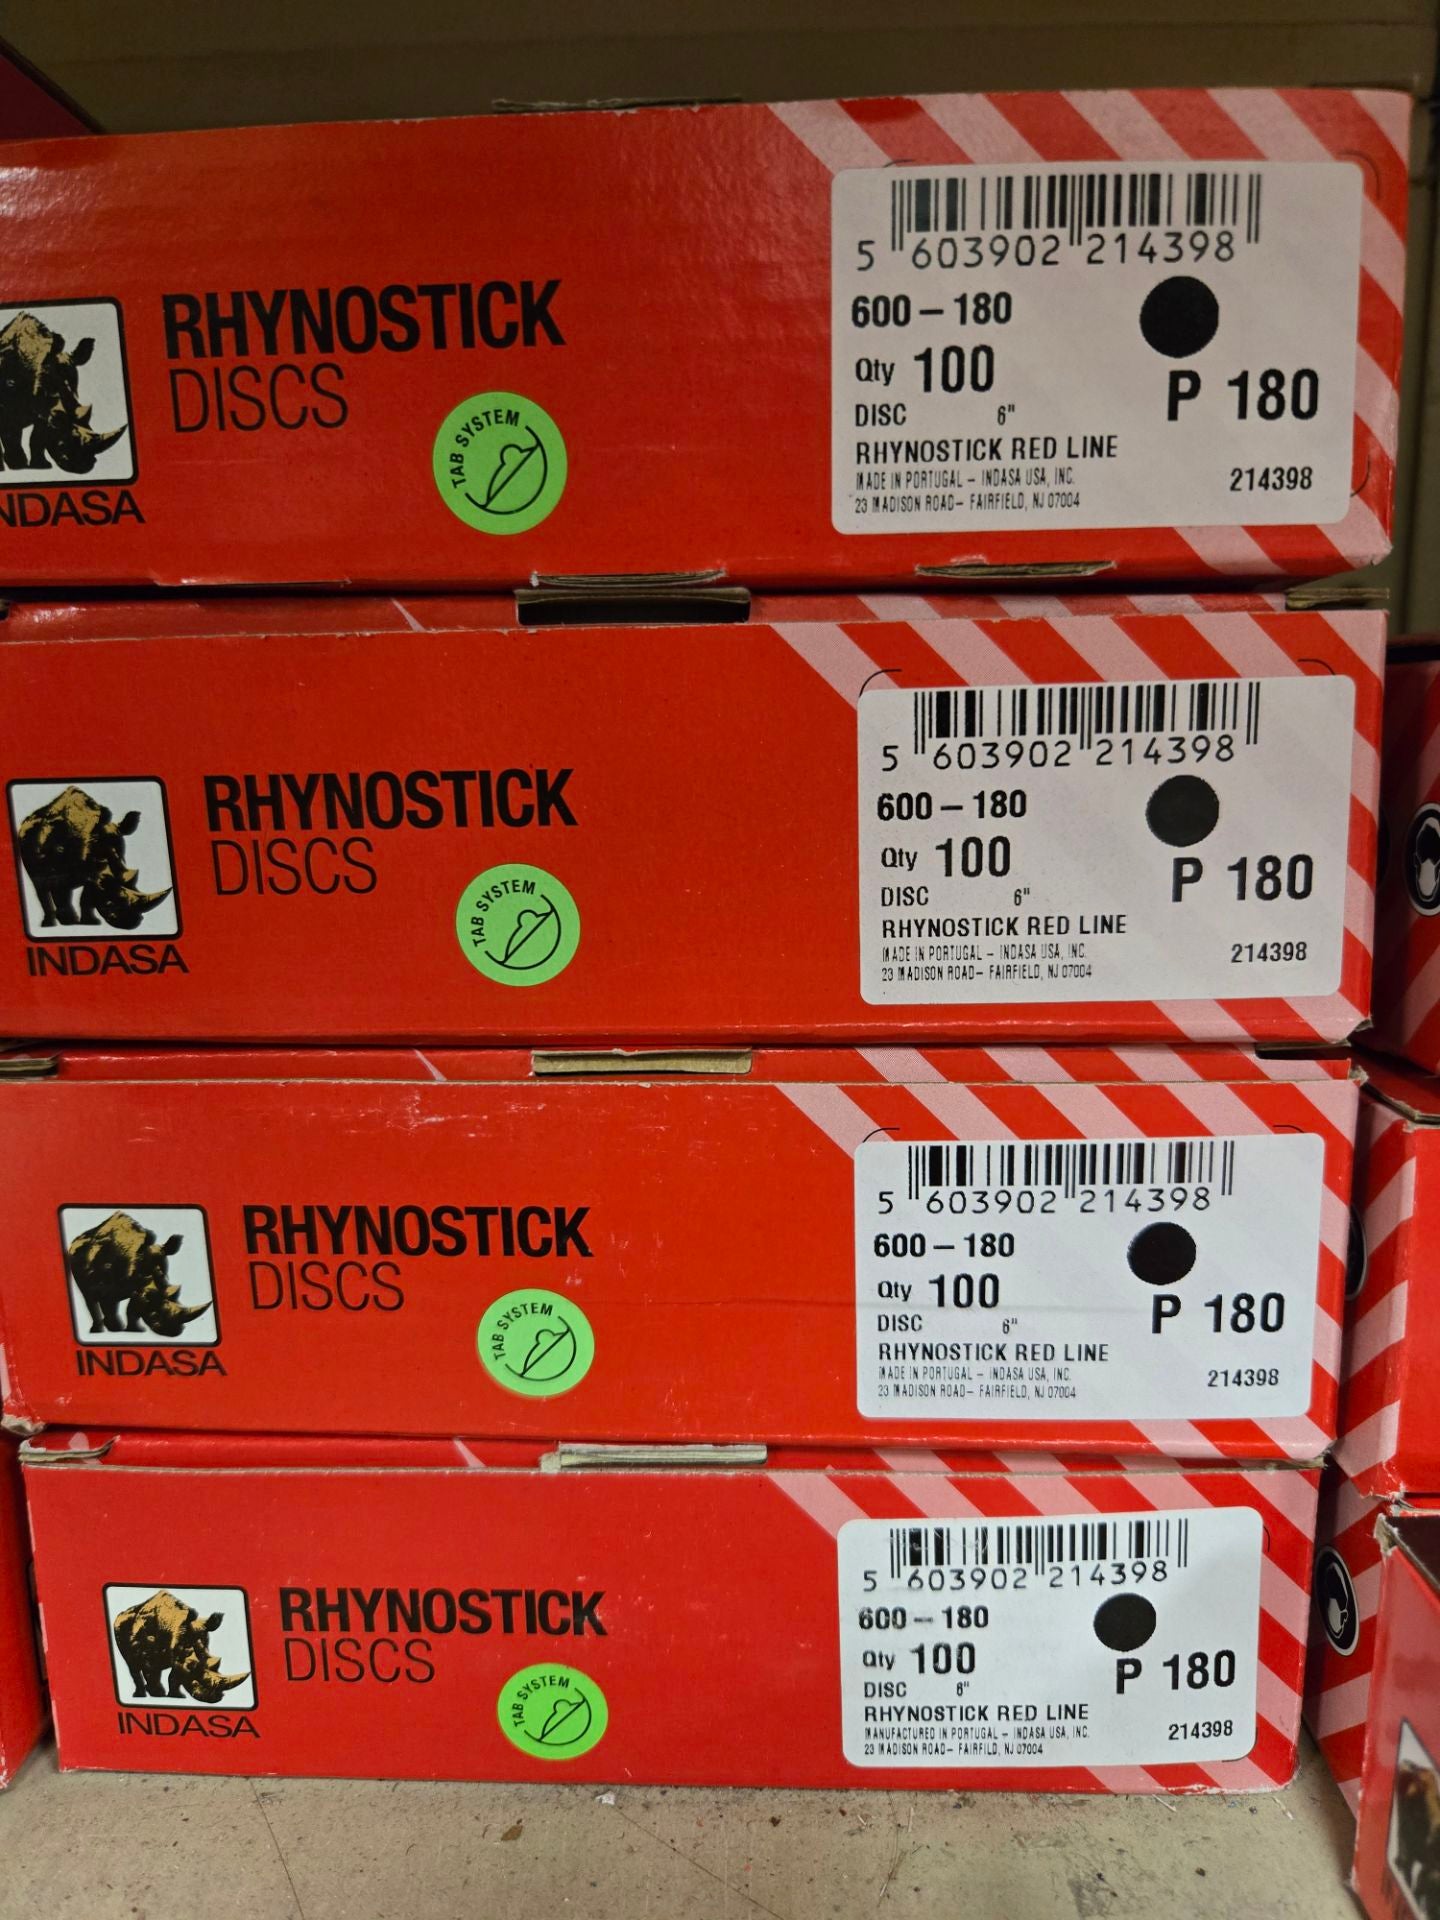 5 603902 214398
600-180
Qty 100
DISC 6"
P 180
RHYNOSTICK RED LINE
MADE IN PORTUGAL - INDASA USA, INC.
23 MADISON ROAD- FAIRFIELD, NJ 07004
214398
RHYNOSTICK
DISCS
TAB SYSTEM
NDASA
5 603902 214398
600-180
Qty 100
DISC 6"
P 180
RHYNOSTICK RED LINE
MADE IN PORTUGAL - INDASA USA, INC.
23 MADISON ROAD- FAIRFIELD, NJ 07004
214398
RHYNOSTICK
DISCS
TAB SYSTEM
INDASA
5 603902 214398
600-180
Qty 100
DISC 6"
P 180
RHYNOSTICK RED LINE
MADE IN PORTUGAL - INDASA USA, INC.
23 MADISON ROAD- FAIRFIELD, NJ 07004
214398
RHYNOSTICK
DISCS
TAB SYSTEM
INDASA
5 603902 214398
600-180
Qty 100
DISC 6"
P 180
RHYNOSTICK RED LINE
MANUFACTURED IN PORTUGAL - INDASA USA, INC.
23 MADISON ROAD- FAIRFILD, NJ 07004
214398
RHYNOSTICK
DISCS
TAB SYSTEM
INDASA